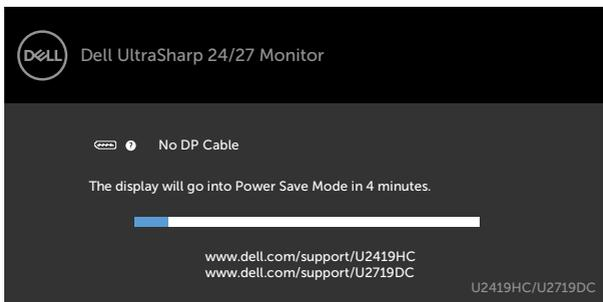 DELL
Dell UltraSharp 24/27 Monitor
? No DP Cable
The display will go into Power Save Mode in 4 minutes.
www.dell.com/support/U2419HC
www.dell.com/support/U2719DC
U2419HC/U2719DC